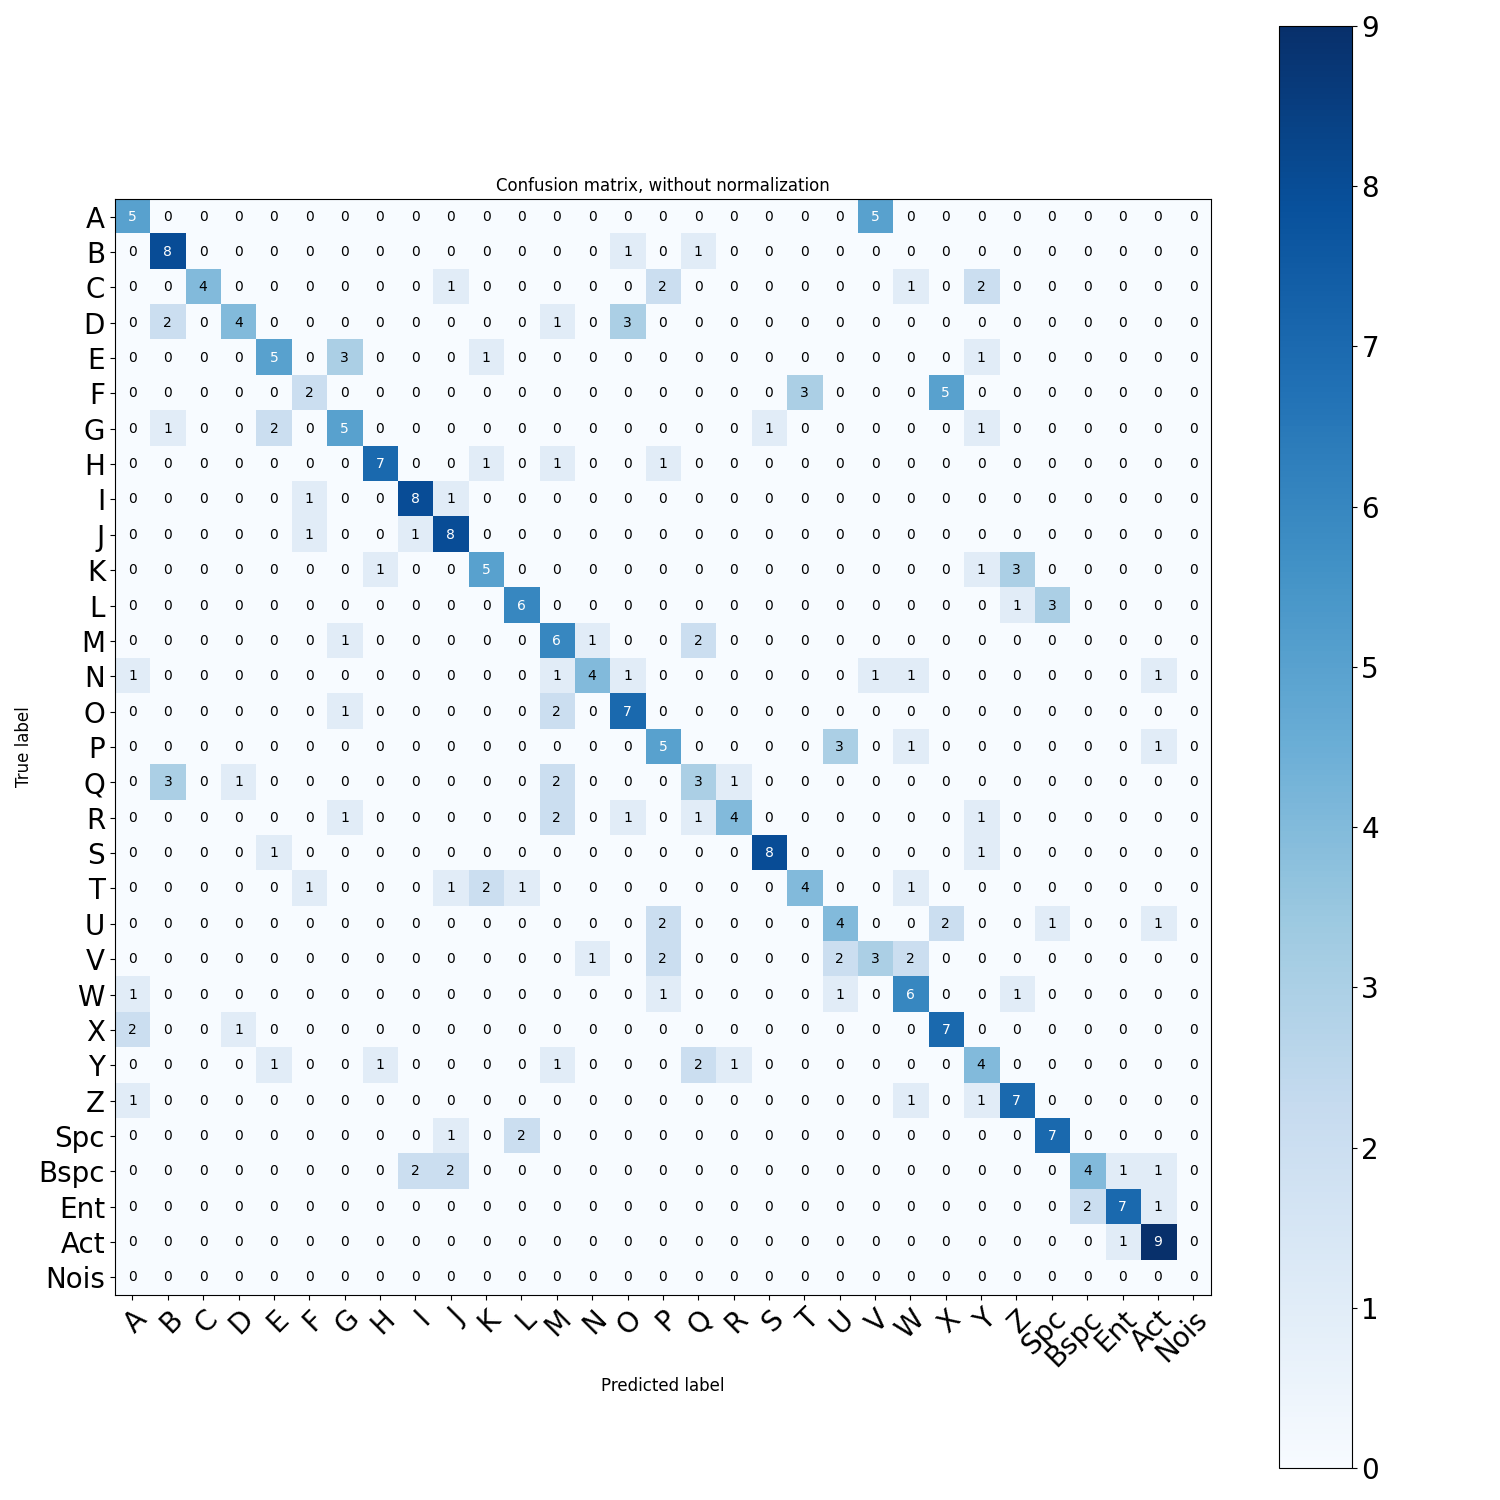 Confusion matrix, without normalization
A 5 0 0 0 0 0 0 0 0 0 0 0 0 0 0 0 0 0 0 0 0 5 0 0 0 0 0 0 0 0 0
B 0 8 0 0 0 0 0 0 0 0 0 0 0 0 1 0 1 0 0 0 0 0 0 0 0 0 0 0 0 0 0
C 0 0 4 0 0 0 0 0 0 1 0 0 0 0 0 2 0 0 0 0 0 0 1 0 2 0 0 0 0 0 0
D 0 2 0 4 0 0 0 0 0 0 0 0 1 0 3 0 0 0 0 0 0 0 0 0 0 0 0 0 0 0 0
E 0 0 0 0 5 0 3 0 0 0 1 0 0 0 0 0 0 0 0 0 0 0 0 0 1 0 0 0 0 0 0
F 0 0 0 0 0 2 0 0 0 0 0 0 0 0 0 0 0 0 0 3 0 0 0 5 0 0 0 0 0 0 0
G 0 1 0 0 2 0 5 0 0 0 0 0 0 0 0 0 0 0 1 0 0 0 0 0 1 0 0 0 0 0 0
H 0 0 0 0 0 0 0 7 0 0 1 0 1 0 0 1 0 0 0 0 0 0 0 0 0 0 0 0 0 0 0
I 0 0 0 0 0 1 0 0 8 1 0 0 0 0 0 0 0 0 0 0 0 0 0 0 0 0 0 0 0 0 0
J 0 0 0 0 0 1 0 0 1 8 0 0 0 0 0 0 0 0 0 0 0 0 0 0 0 0 0 0 0 0 0
K 0 0 0 0 0 0 0 1 0 0 5 0 0 0 0 0 0 0 0 0 0 0 0 0 1 3 0 0 0 0 0
L 0 0 0 0 0 0 0 0 0 0 0 6 0 0 0 0 0 0 0 0 0 0 0 0 0 1 3 0 0 0 0
M 0 0 0 0 0 0 1 0 0 0 0 0 6 1 0 0 2 0 0 0 0 0 0 0 0 0 0 0 0 0 0
N 1 0 0 0 0 0 0 0 0 0 0 0 1 4 1 0 0 0 0 0 0 1 1 0 0 0 0 0 0 1 0
O 0 0 0 0 0 0 1 0 0 0 0 0 2 0 7 0 0 0 0 0 0 0 0 0 0 0 0 0 0 0 0
P 0 0 0 0 0 0 0 0 0 0 0 0 0 0 0 5 0 0 0 0 3 0 1 0 0 0 0 0 0 1 0
Q 0 3 0 1 0 0 0 0 0 0 0 0 2 0 0 0 3 1 0 0 0 0 0 0 0 0 0 0 0 0 0
R 0 0 0 0 0 0 1 0 0 0 0 0 2 0 1 0 1 4 0 0 0 0 0 0 1 0 0 0 0 0 0
S 0 0 0 0 1 0 0 0 0 0 0 0 0 0 0 0 0 0 8 0 0 0 0 0 1 0 0 0 0 0 0
T 0 0 0 0 0 1 0 0 0 1 2 1 0 0 0 0 0 0 0 4 0 0 1 0 0 0 0 0 0 0 0
U 0 0 0 0 0 0 0 0 0 0 0 0 0 0 0 2 0 0 0 0 4 0 0 2 0 0 1 0 0 1 0
V 0 0 0 0 0 0 0 0 0 0 0 0 0 1 0 2 0 0 0 0 2 3 2 0 0 0 0 0 0 0 0
W 1 0 0 0 0 0 0 0 0 0 0 0 0 0 0 1 0 0 0 0 1 0 6 0 0 1 0 0 0 0 0
X 2 0 0 1 0 0 0 0 0 0 0 0 0 0 0 0 0 0 0 0 0 0 0 7 0 0 0 0 0 0 0
Y 0 0 0 0 1 0 0 1 0 0 0 0 1 0 0 0 2 1 0 0 0 0 0 0 4 0 0 0 0 0 0
Z 1 0 0 0 0 0 0 0 0 0 0 0 0 0 0 0 0 0 0 0 0 0 1 0 1 7 0 0 0 0 0
Spc 0 0 0 0 0 0 0 0 0 1 0 2 0 0 0 0 0 0 0 0 0 0 0 0 0 0 7 0 0 0 0
Bspc 0 0 0 0 0 0 0 0 2 2 0 0 0 0 0 0 0 0 0 0 0 0 0 0 0 0 0 4 1 1 0
Ent 0 0 0 0 0 0 0 0 0 0 0 0 0 0 0 0 0 0 0 0 0 0 0 0 0 0 0 2 7 1 0
Act 0 0 0 0 0 0 0 0 0 0 0 0 0 0 0 0 0 0 0 0 0 0 0 0 0 0 0 0 1 9 0
Nois 0 0 0 0 0 0 0 0 0 0 0 0 0 0 0 0 0 0 0 0 0 0 0 0 0 0 0 0 0 0 0
A B C D E F G H I J K L M N O P Q R S T U V W X Y Z Spc Bspc Ent Act Nois
True label
Predicted label
9
8
7
6
5
4
3
2
1
0